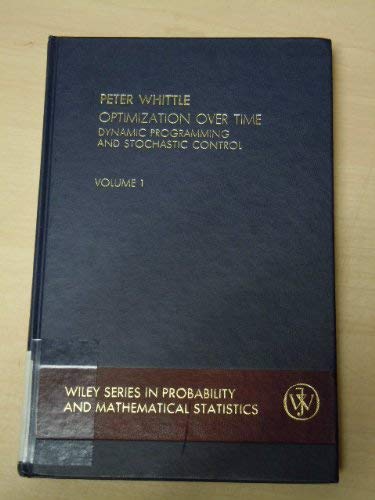 PETER WHITTLE
OPTIMIZATION OVER TIME
DYNAMIC PROGRAMMING
AND STOCHASTIC CONTROL
VOLUME 1
WILEY SERIES IN PROBABILITY
AND MATHEMATICAL STATISTICS